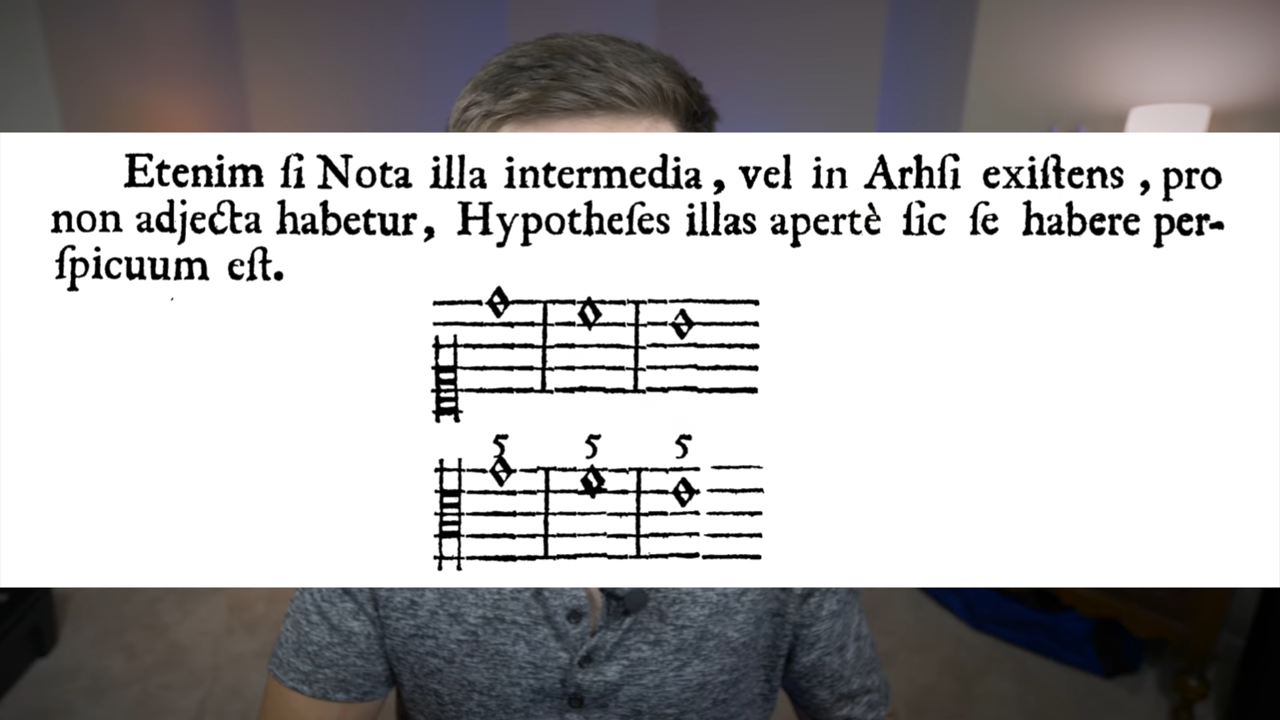 Etenim ſi Nota illa intermedia, vel in Arhſi exiſtens, pro
non adjecta habetur, Hypotheſes illas apertè ſic ſe habere per-
ſpicuum eſt.
5 5 5